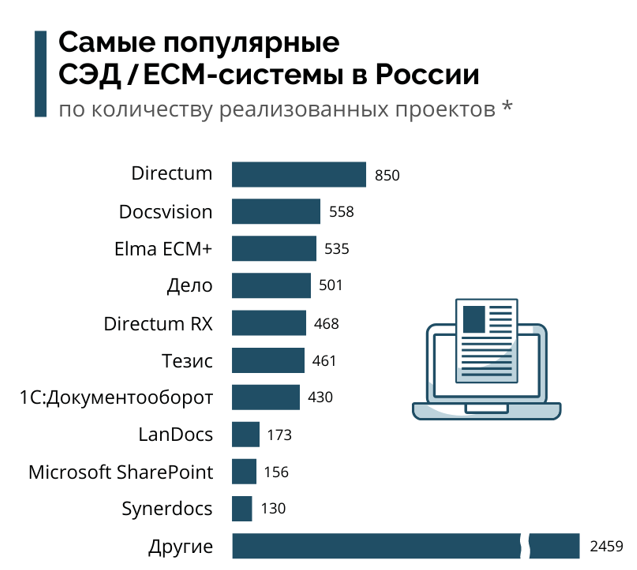 Самые популярные
СЭД / ECM-системы в России
по количеству реализованных проектов *
Directum 850
Docsvision 558
Elma ECM+ 535
Дело 501
Directum RX 468
Тезис 461
1С:Документооборот 430
LanDocs 173
Microsoft SharePoint 156
Synerdocs 130
Другие 2459